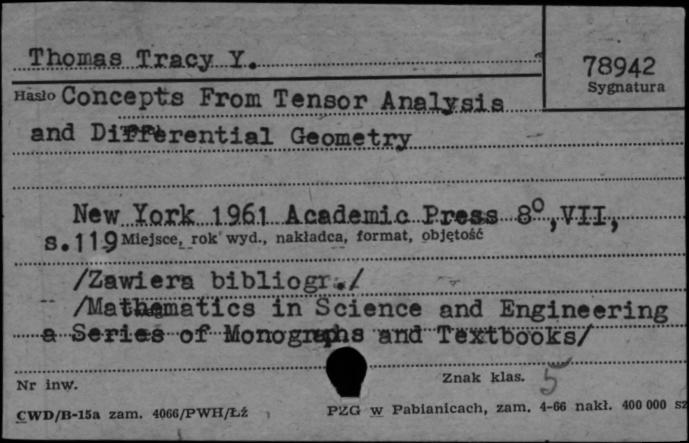 Thomas Tracy Y.
78942
Sygnatura
Hasło Concepts From Tensor Analysis
and Differential Geometry
New York 1961 Academic Press 8⁰, VII,
s.119 Miejsce, rok wyd., nakładca, format, objętość
/Zawiera bibliogr./
/Mathematics in Science and Engineering
a Series of Monographs and Textbooks/
Nr inw.
Znak klas. 5
CWD/B-15a zam. 4066/PWH/Łź
PZG w Pabianicach, zam. 4-66 nakł. 400 000 sz